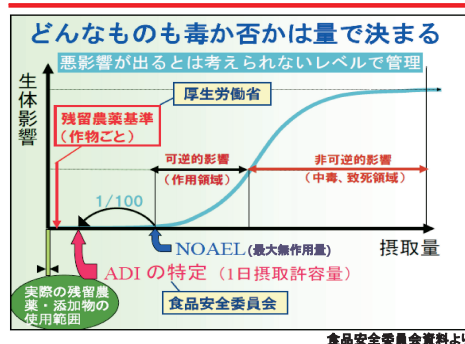 どんなものも毒か否かは量で決まる
悪影響が出るとは考えられないレベルで管理
生体影響
厚生労働省
残留農薬基準
(作物ごと)
可逆的影響
(作用領域)
非可逆的影響
(中毒、致死領域)
1/100
NOAEL(最大無作用量)
摂取量
ADIの特定(1日摂取許容量)
食品安全委員会
実際の残留農
薬・添加物の
使用範囲
食品安全委員会資料より